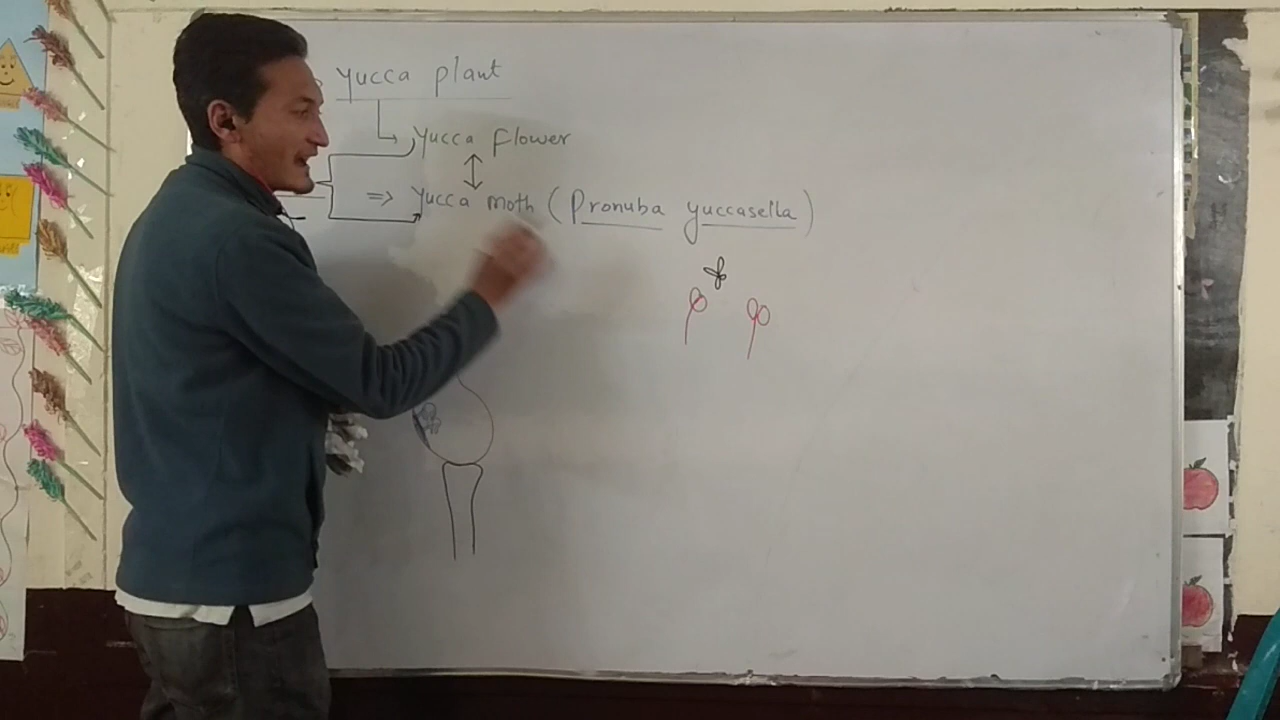 yucca plant
yucca flower
⇒ yucca moth (Pronuba yuccasella)